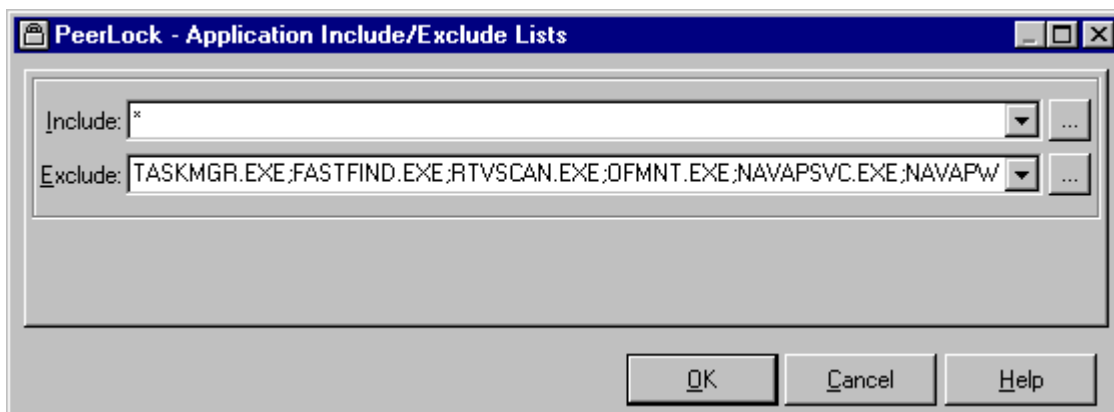 PeerLock - Application Include/Exclude Lists
Include: *
...
Exclude: TASKMGR.EXE;FASTFIND.EXE;RTVSCAN.EXE;OFMNT.EXE;NAVAPSVC.EXE;NAVAPW
...
OK Cancel Help